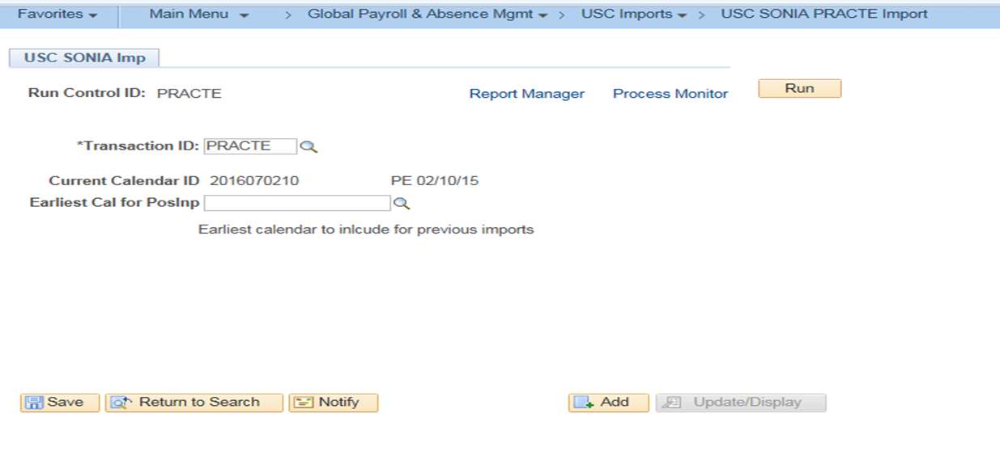 Favorites Main Menu > Global Payroll & Absence Mgmt > USC Imports > USC SONIA PRACTE Import
USC SONIA Imp
Run Control ID: PRACTE Report Manager Process Monitor Run
*Transaction ID: PRACTE
Current Calendar ID 2016070210 PE 02/10/15
Earliest Cal for PosInp
Earliest calendar to inlcude for previous imports
Save Return to Search Notify Add Update/Display